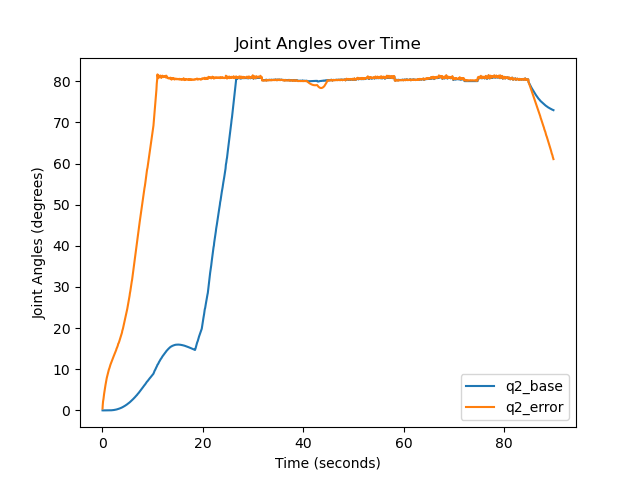 Joint Angles over Time
Joint Angles (degrees)
80
70
60
50
40
30
20
10
0
0 20 40 60 80
Time (seconds)
q2_base
q2_error